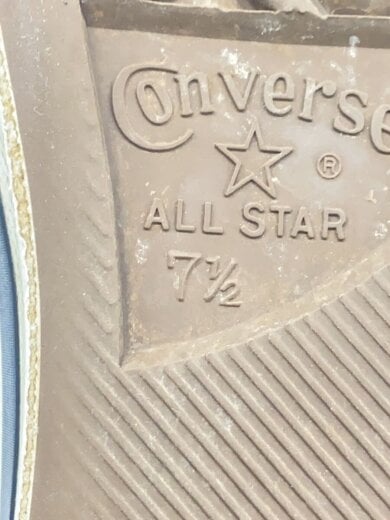 Converse
®
ALL STAR
7½